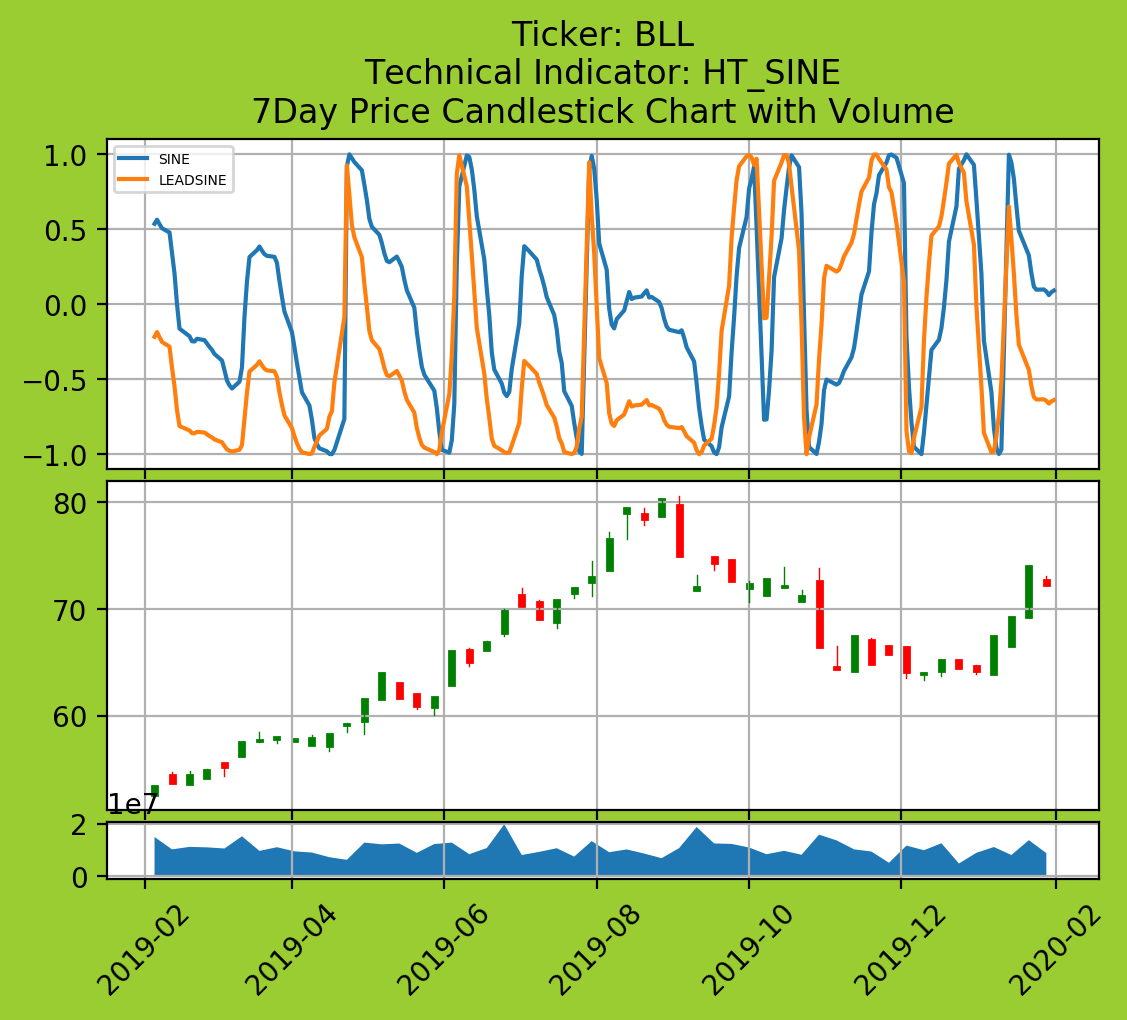 Ticker: BLL
Technical Indicator: HT_SINE
7Day Price Candlestick Chart with Volume
1.0
0.5
0.0
−0.5
−1.0
SINE
LEADSINE
80
70
60
1e7
2
0
2019-02
2019-04
2019-06
2019-08
2019-10
2019-12
2020-02